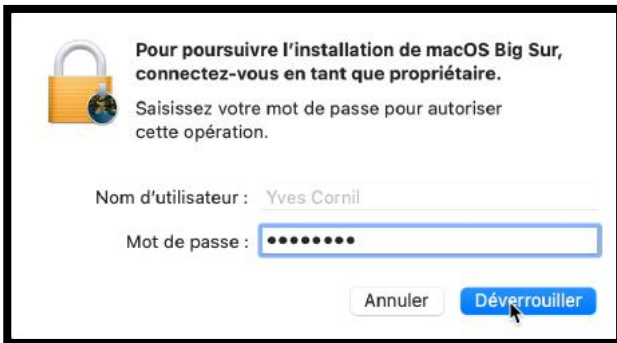 Pour poursuivre l'installation de macOS Big Sur,
connectez-vous en tant que propriétaire.
Saisissez votre mot de passe pour autoriser
cette opération.
Nom d'utilisateur : Yves Cornil
Mot de passe : ••••••••
Annuler Déverrouiller